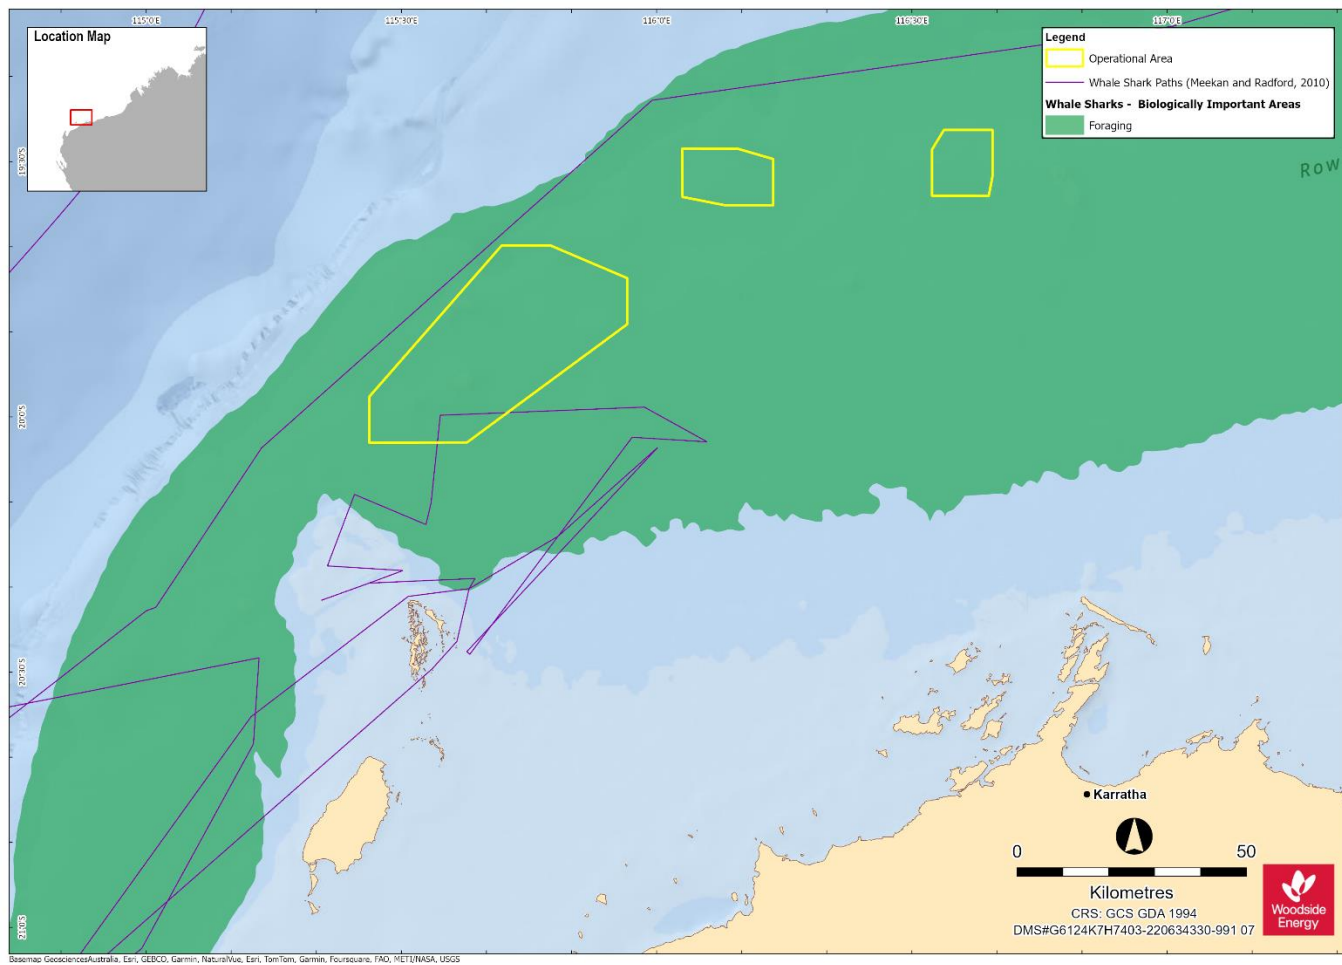 115°0'E
115°30'E
116°0'E
116°30'E
117°0'E
Location Map
Legend
Operational Area
Whale Shark Paths (Meekan and Radford, 2010)
Whale Sharks - Biologically Important Areas
Foraging
19°30'S
Row
20°0'S
20°30'S
21°0'S
Karratha
0 50
Kilometres
CRS: GCS GDA 1994
DMS#G6124K7H7403-220634330-991 07
Woodside
Energy
Basemap GeosciencesAustralia, Esri, GEBCO, Garmin, NaturalVue, Esri, TomTom, Garmin, Foursquare, FAO, METI/NASA, USGS